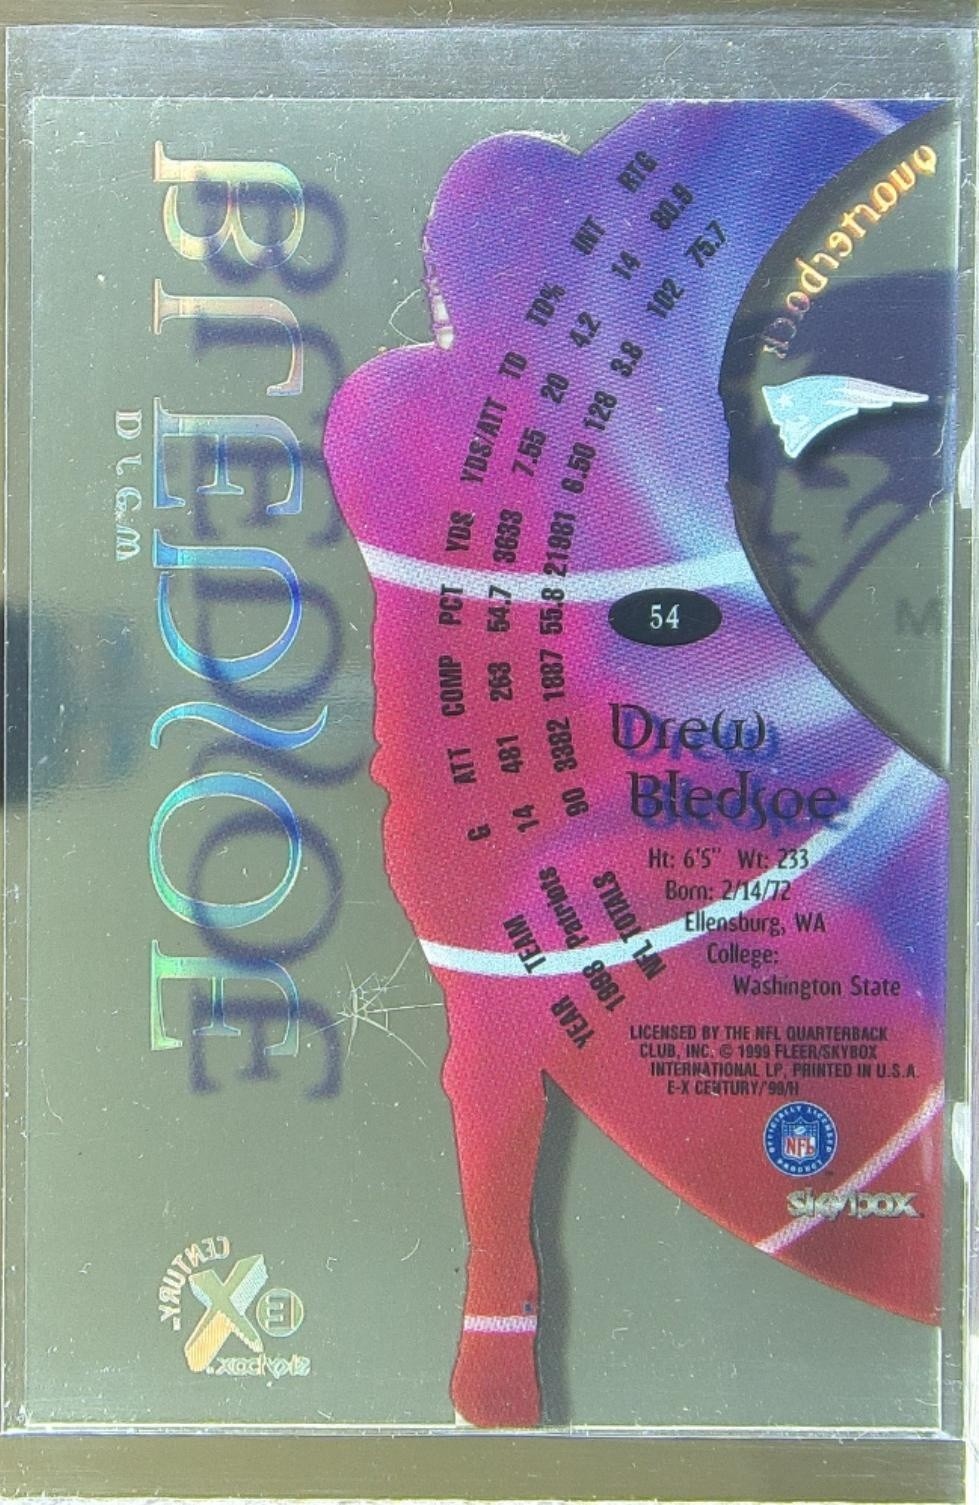 Quarterback
BLEDSOE
Drew
RTG
INT
TD%
TD
YDS/ATT
YDS
PCT
COMP
ATT
G
TEAM
YEAR
80.9
14
4.2
20
7.55
3633
54.7
263
481
14
1998 Patriots
75.7
102
3.8
128
6.50
21981
55.8
1887
3382
90
NFL TOTALS
54
Drew
Bledsoe
Ht: 6'5" Wt: 233
Born: 2/14/72
Ellensburg, WA
College:
Washington State
LICENSED BY THE NFL QUARTERBACK
CLUB, INC. © 1999 FLEER/SKYBOX
INTERNATIONAL LP, PRINTED IN U.S.A.
E-X CENTURY/'99/H
OFFICIALLY LICENSED
NFL
PRODUCT
skybox
CENTURY
E X
skybox